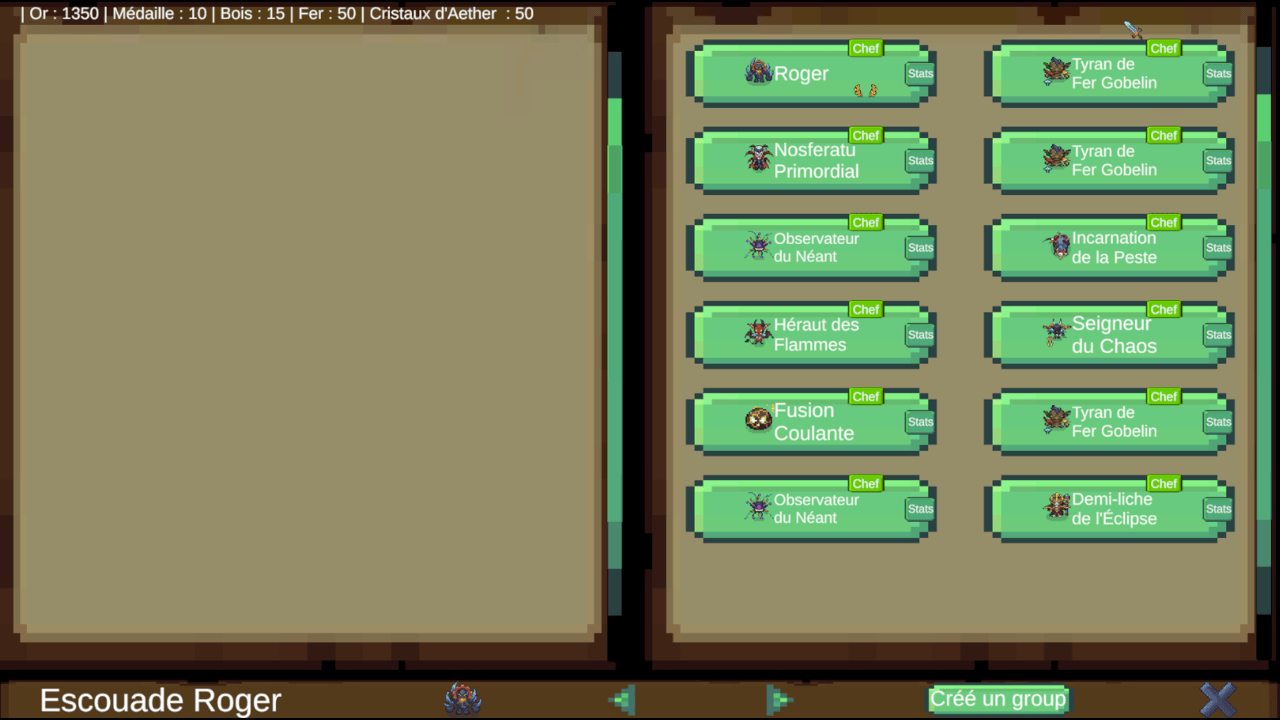 | Or : 1350 | Médaille : 10 | Bois : 15 | Fer : 50 | Cristaux d'Aether : 50
Chef
Roger
Stats
Chef
Tyran de
Fer Gobelin
Stats
Chef
Nosferatu
Primordial
Stats
Chef
Tyran de
Fer Gobelin
Stats
Chef
Observateur
du Néant
Stats
Chef
Incarnation
de la Peste
Stats
Chef
Héraut des
Flammes
Stats
Chef
Seigneur
du Chaos
Stats
Chef
Fusion
Coulante
Stats
Chef
Tyran de
Fer Gobelin
Stats
Chef
Observateur
du Néant
Stats
Chef
Demi-liche
de l'Éclipse
Stats
Escouade Roger
Créé un group